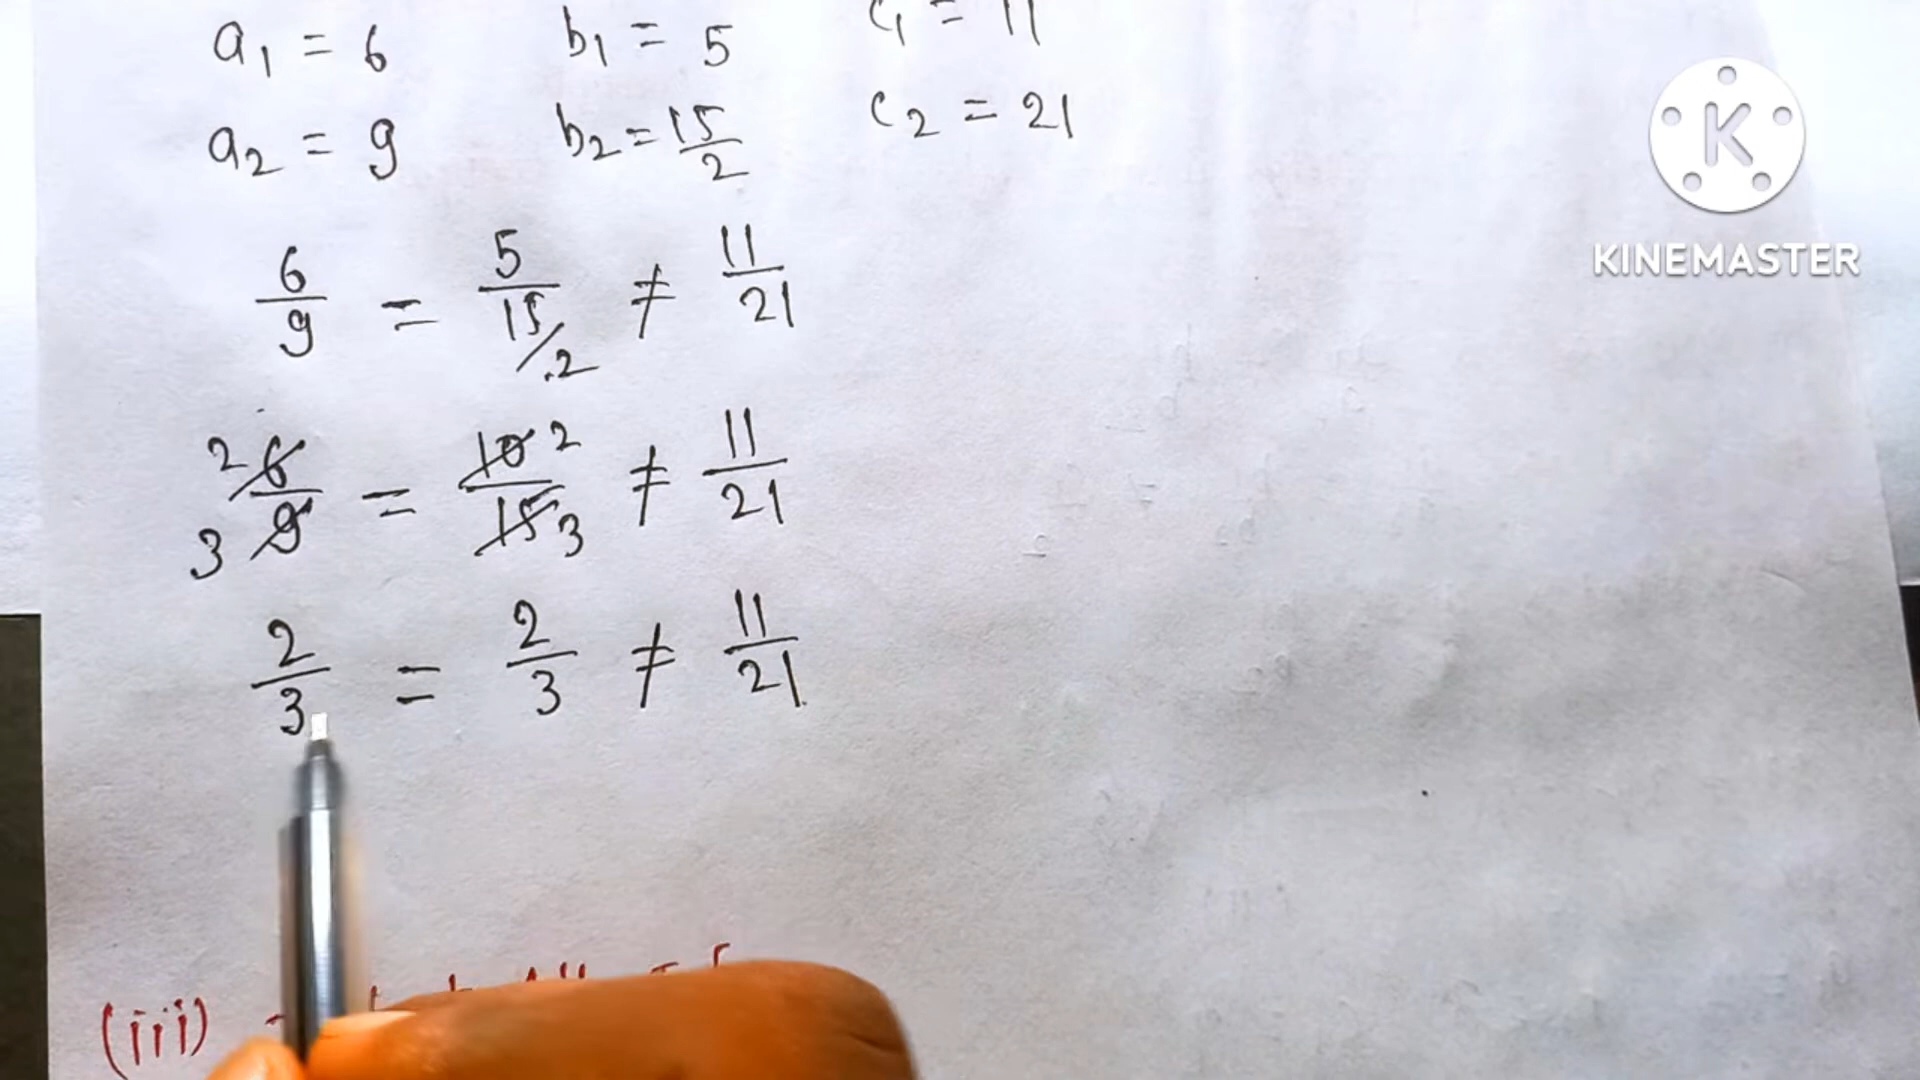 a₁ = 6 b₁ = 5 c₁ = 11
a₂ = 9 b₂ = 15/2 c₂ = 21
6/9 = 5/15/2 ≠ 11/21
2 6/9 3 = 10/15 2 3 ≠ 11/21
2/3 = 2/3 ≠ 11/21
(iii)
K
KINEMASTER